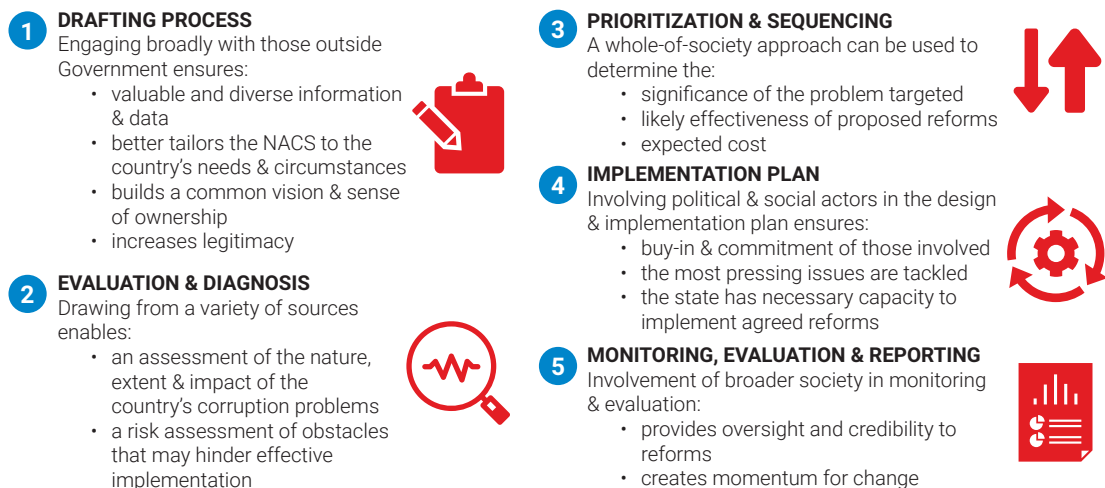 1
DRAFTING PROCESS
Engaging broadly with those outside
Government ensures:
• valuable and diverse information
& data
• better tailors the NACS to the
country’s needs & circumstances
• builds a common vision & sense
of ownership
• increases legitimacy
2
EVALUATION & DIAGNOSIS
Drawing from a variety of sources
enables:
• an assessment of the nature,
extent & impact of the
country’s corruption problems
• a risk assessment of obstacles
that may hinder effective
implementation
3
PRIORITIZATION & SEQUENCING
A whole-of-society approach can be used to
determine the:
• significance of the problem targeted
• likely effectiveness of proposed reforms
• expected cost
4
IMPLEMENTATION PLAN
Involving political & social actors in the design
& implementation plan ensures:
• buy-in & commitment of those involved
• the most pressing issues are tackled
• the state has necessary capacity to
implement agreed reforms
5
MONITORING, EVALUATION & REPORTING
Involvement of broader society in monitoring
& evaluation:
• provides oversight and credibility to
reforms
• creates momentum for change